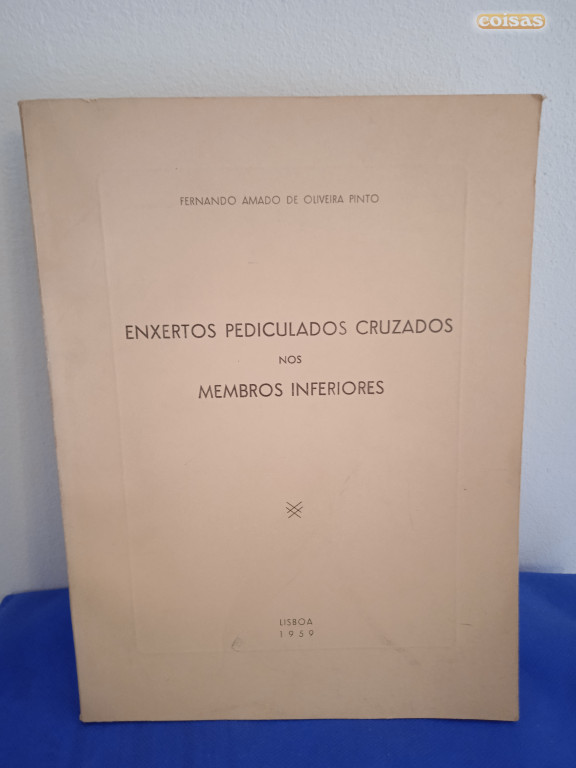 coisas
FERNANDO AMADO DE OLIVEIRA PINTO
ENXERTOS PEDICULADOS CRUZADOS
NOS
MEMBROS INFERIORES
LISBOA
1959